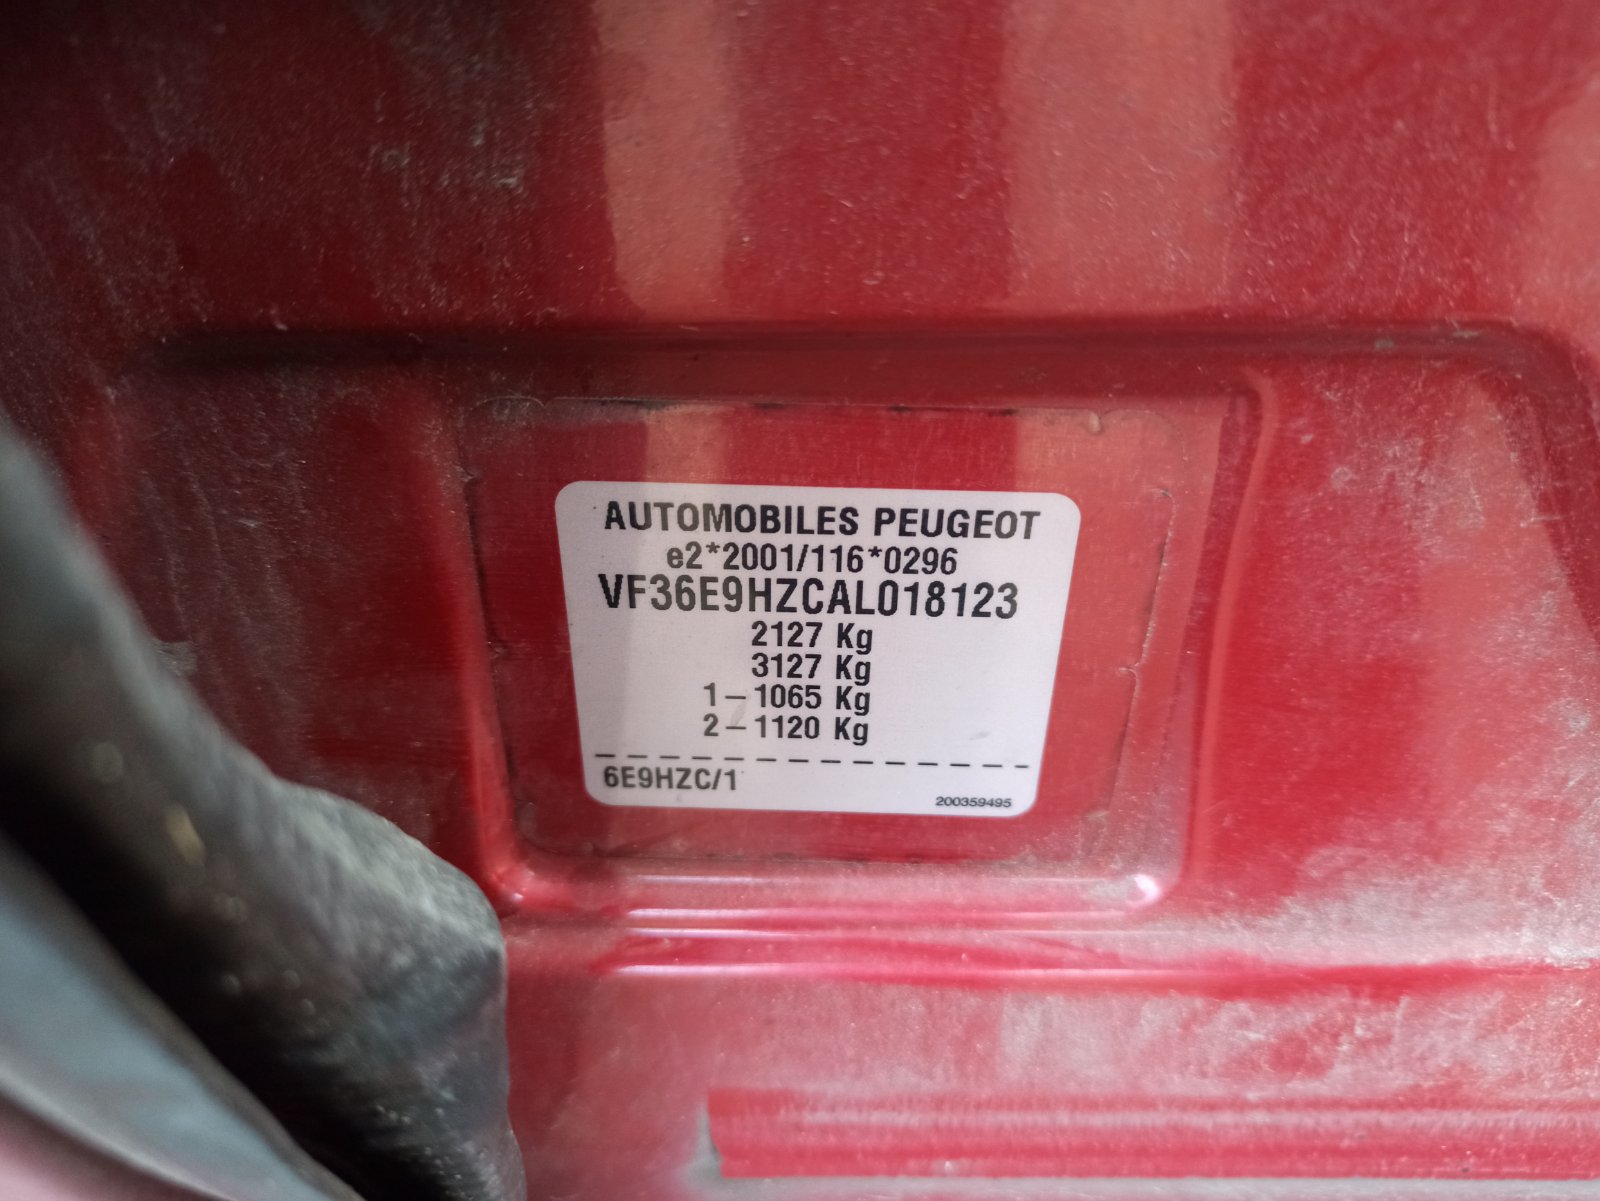 AUTOMOBILES PEUGEOT
e2*2001/116*0296
VF36E9HZCAL018123
2127 Kg
3127 Kg
1-1065 Kg
2-1120 Kg
6E9HZC/1
200359495